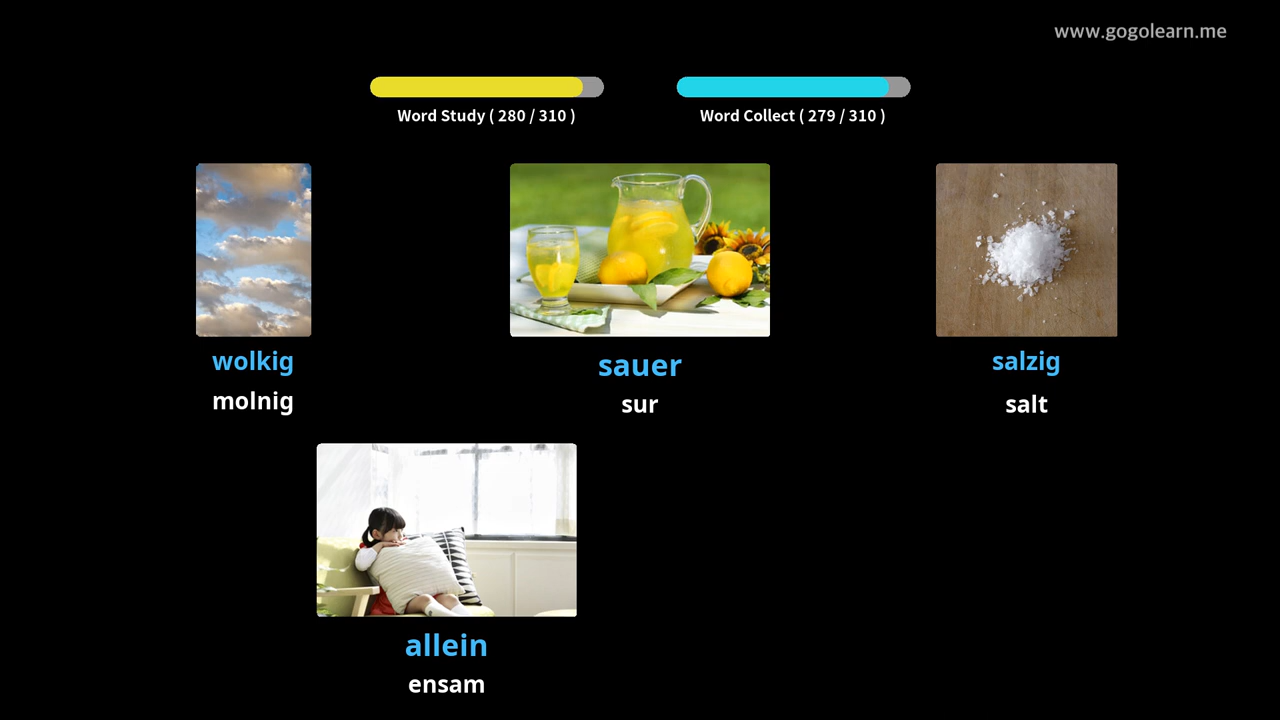 www.gogolearn.me
Word Study ( 280 / 310 )
Word Collect ( 279 / 310 )
wolkig
molnig
sauer
sur
salzig
salt
allein
ensam